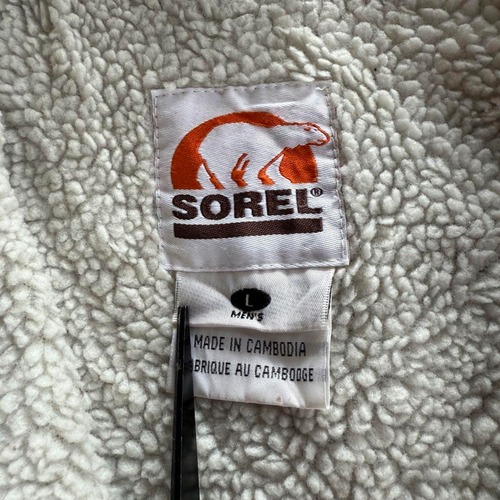 SOREL®
L
MEN'S
MADE IN CAMBODIA
BRIQUE AU CAMBODGE